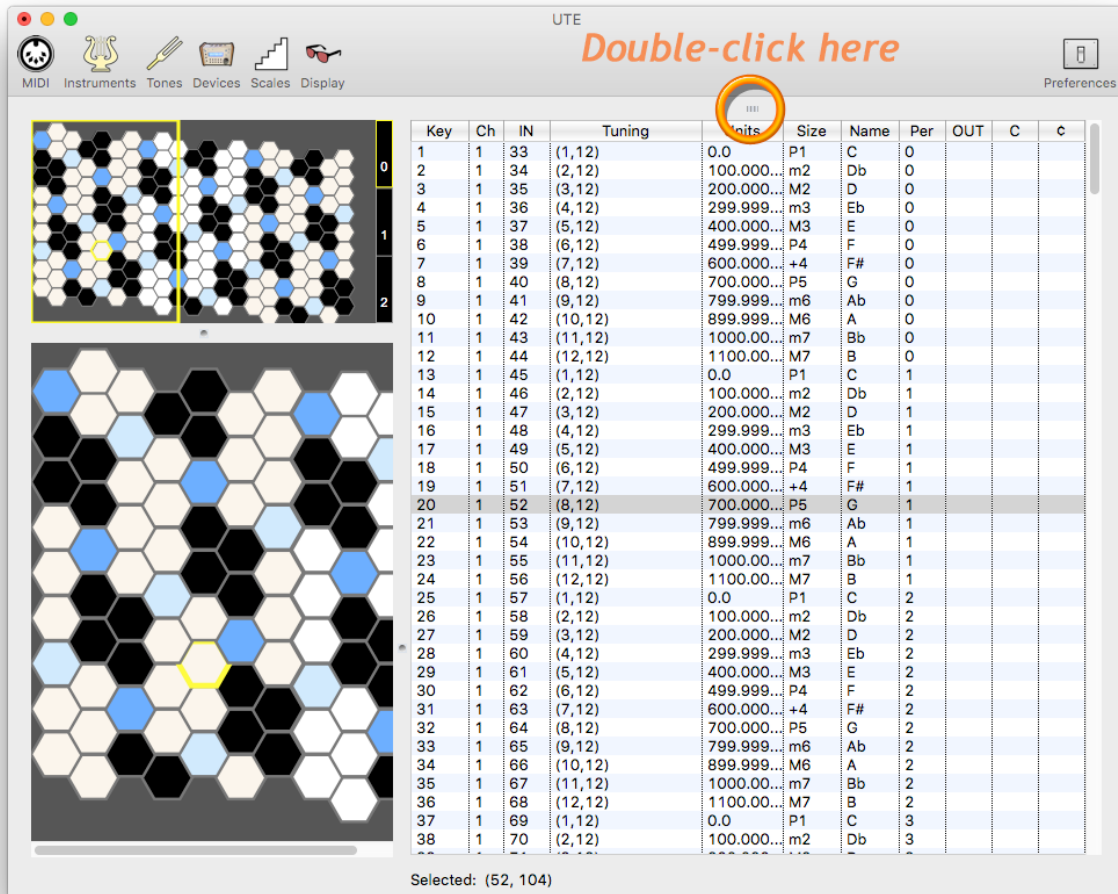 UTE
Double-click here
MIDI Instruments Tones Devices Scales Display Preferences
0
1
2
Key Ch IN Tuning Units Size Name Per OUT C ¢
1 1 33 (1,12) 0.0 P1 C 0
2 1 34 (2,12) 100.000... m2 Db 0
3 1 35 (3,12) 200.000... M2 D 0
4 1 36 (4,12) 299.999... m3 Eb 0
5 1 37 (5,12) 400.000... M3 E 0
6 1 38 (6,12) 499.999... P4 F 0
7 1 39 (7,12) 600.000... +4 F# 0
8 1 40 (8,12) 700.000... P5 G 0
9 1 41 (9,12) 799.999... m6 Ab 0
10 1 42 (10,12) 899.999... M6 A 0
11 1 43 (11,12) 1000.00... m7 Bb 0
12 1 44 (12,12) 1100.00... M7 B 0
13 1 45 (1,12) 0.0 P1 C 1
14 1 46 (2,12) 100.000... m2 Db 1
15 1 47 (3,12) 200.000... M2 D 1
16 1 48 (4,12) 299.999... m3 Eb 1
17 1 49 (5,12) 400.000... M3 E 1
18 1 50 (6,12) 499.999... P4 F 1
19 1 51 (7,12) 600.000... +4 F# 1
20 1 52 (8,12) 700.000... P5 G 1
21 1 53 (9,12) 799.999... m6 Ab 1
22 1 54 (10,12) 899.999... M6 A 1
23 1 55 (11,12) 1000.00... m7 Bb 1
24 1 56 (12,12) 1100.00... M7 B 1
25 1 57 (1,12) 0.0 P1 C 2
26 1 58 (2,12) 100.000... m2 Db 2
27 1 59 (3,12) 200.000... M2 D 2
28 1 60 (4,12) 299.999... m3 Eb 2
29 1 61 (5,12) 400.000... M3 E 2
30 1 62 (6,12) 499.999... P4 F 2
31 1 63 (7,12) 600.000... +4 F# 2
32 1 64 (8,12) 700.000... P5 G 2
33 1 65 (9,12) 799.999... m6 Ab 2
34 1 66 (10,12) 899.999... M6 A 2
35 1 67 (11,12) 1000.00... m7 Bb 2
36 1 68 (12,12) 1100.00... M7 B 2
37 1 69 (1,12) 0.0 P1 C 3
38 1 70 (2,12) 100.000... m2 Db 3
Selected: (52, 104)